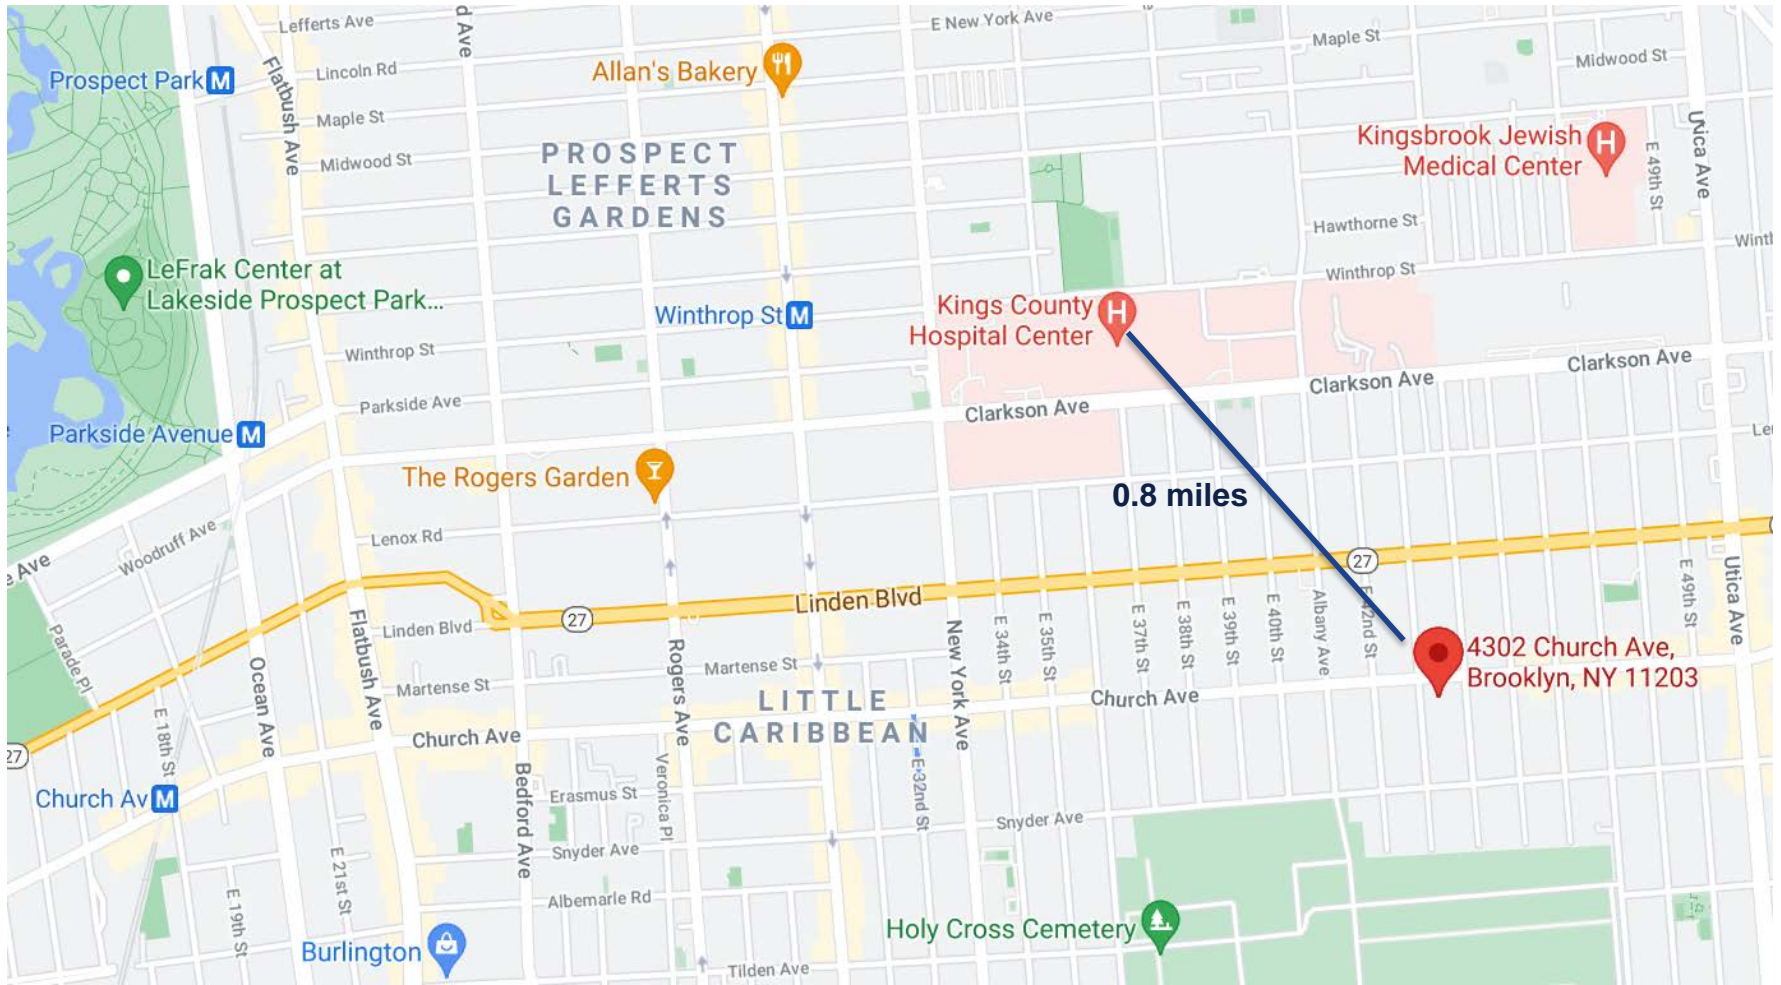 Lefferts Ave
d Ave
E New York Ave
Maple St
Midwood St
Prospect Park M
Flatbush Ave
Lincoln Rd
Allan's Bakery
Maple St
Utica Ave
Midwood St
PROSPECT
LEFFERTS
GARDENS
Kingsbrook Jewish
Medical Center
H
E 49th St
Hawthorne St
Wint
LeFrak Center at
Lakeside Prospect Park...
Winthrop St
Winthrop St M
Kings County
Hospital Center
H
Winthrop St
Clarkson Ave
Clarkson Ave
Parkside Ave
Clarkson Ave
Parkside Avenue M
Le
The Rogers Garden
0.8 miles
Woodruff Ave
Lenox Rd
e Ave
27
Linden Blvd
27
Linden Blvd
Parade Pl
Flatbush Ave
Ocean Ave
Rogers Ave
New York Ave
E 34th St
E 35th St
E 37th St
E 38th St
E 39th St
E 40th St
Albany Ave
E 42nd St
E 49th St
Utica Ave
4302 Church Ave,
Brooklyn, NY 11203
Martense St
Martense St
Church Ave
LITTLE
CARIBBEAN
Church Ave
27
E 18th St
Church Av M
Bedford Ave
Erasmus St
Veronica Pl
E 32nd St
Snyder Ave
Snyder Ave
E 21st St
E 19th St
Albemarle Rd
Holy Cross Cemetery
Burlington
Tilden Ave